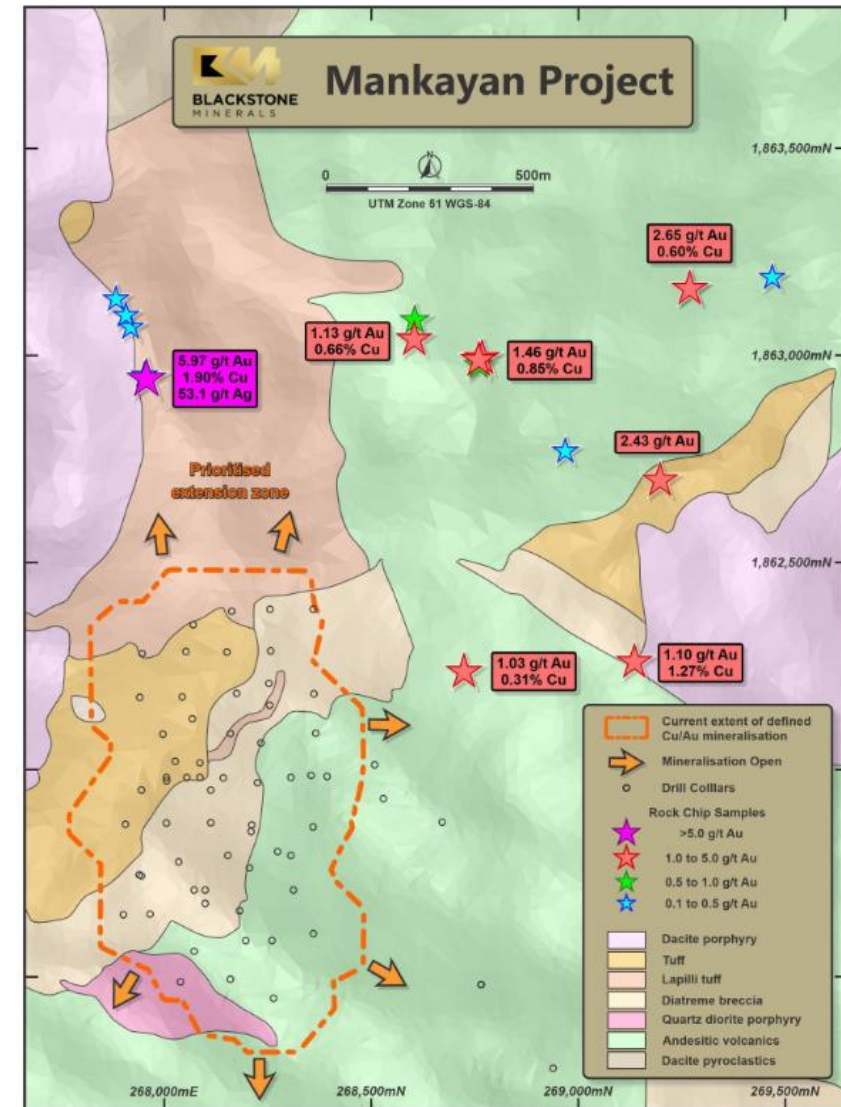 BM
BLACKSTONE
MINERALS
Mankayan Project
1,863,500mN
N
0 500m
UTM Zone 51 WGS-84
2.65 g/t Au
0.60% Cu
1.13 g/t Au
0.66% Cu
1.46 g/t Au
0.85% Cu
1,863,000mN
5.97 g/t Au
1.90% Cu
53.1 g/t Ag
2.43 g/t Au
Prioritised
extension zone
1,862,500mN
1.03 g/t Au
0.31% Cu
1.10 g/t Au
1.27% Cu
Current extent of defined
Cu/Au mineralisation
Mineralisation Open
Drill Colllars
Rock Chip Samples
>5.0 g/t Au
1.0 to 5.0 g/t Au
0.5 to 1.0 g/t Au
0.1 to 0.5 g/t Au
Dacite porphyry
Tuff
Lapilli tuff
Diatreme breccia
Quartz diorite porphyry
Andesitic volcanics
Dacite pyroclastics
268,000mE
268,500mN
269,000mN
269,500mN